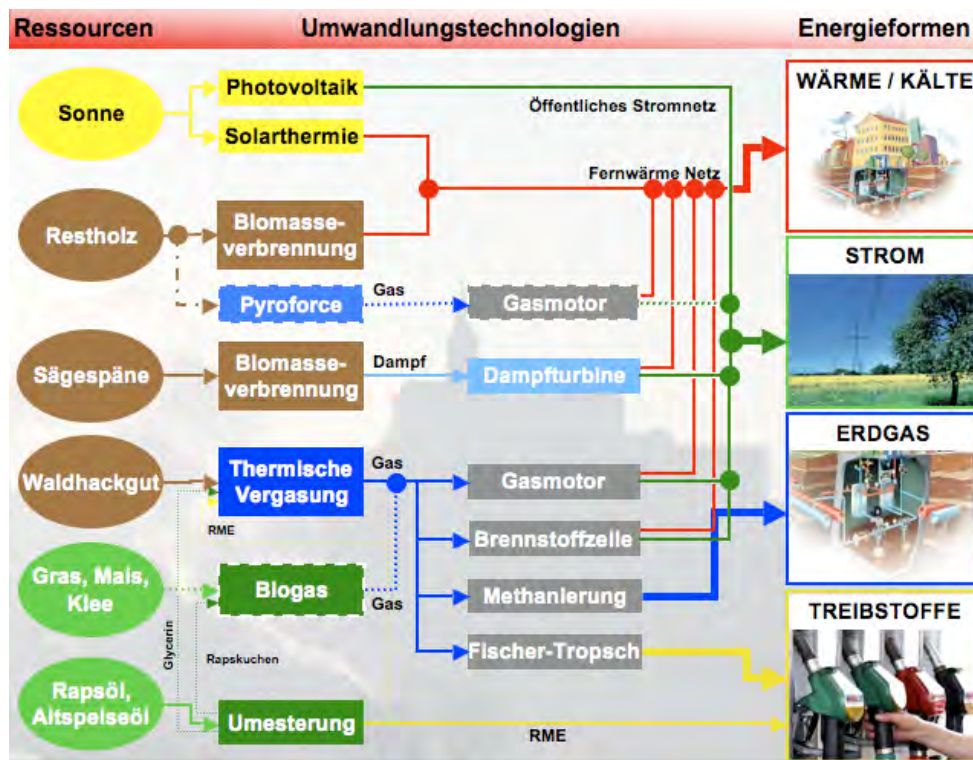 Ressourcen
Umwandlungstechnologien
Energieformen
Sonne
Photovoltaik
Solarthermie
Öffentliches Stromnetz
Fernwärme Netz
WÄRME / KÄLTE
Restholz
Biomasse-
verbrennung
Pyroforce
Gas
Gasmotor
STROM
Sägespäne
Biomasse-
verbrennung
Dampf
Dampfturbine
Waldhackgut
Thermische
Vergasung
Gas
Gasmotor
ERDGAS
RME
Brennstoffzelle
Gras, Mais,
Klee
Biogas
Gas
Methanierung
TREIBSTOFFE
Glycerin
Rapskuchen
Fischer-Tropsch
Rapsöl,
Altspeiseöl
Umesterung
RME